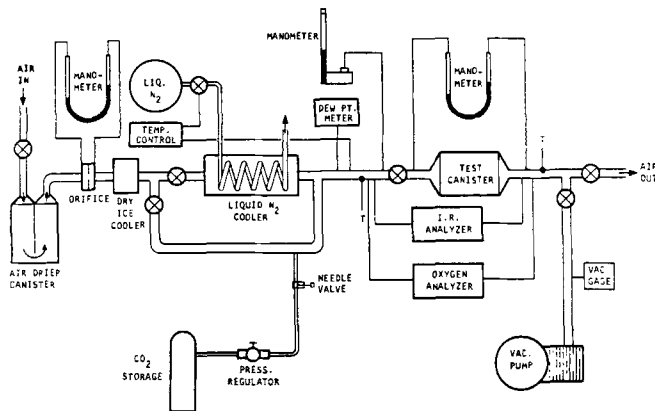 AIR
IN
MANO-
METER
LIQ.
N2
TEMP.
CONTROL
MANOMETER
DEW PT.
METER
MANO-
METER
T
AIR
OUT
ORIFICE
DRY
ICE
COOLER
LIQUID N2
COOLER
TEST
CANISTER
T
I.R.
ANALYZER
AIR DRIEP
CANISTER
OXYGEN
ANALYZER
VAC
GAGE
NEEDLE
VALVE
CO2
STORAGE
PRESS.
REGULATOR
VAC.
PUMP